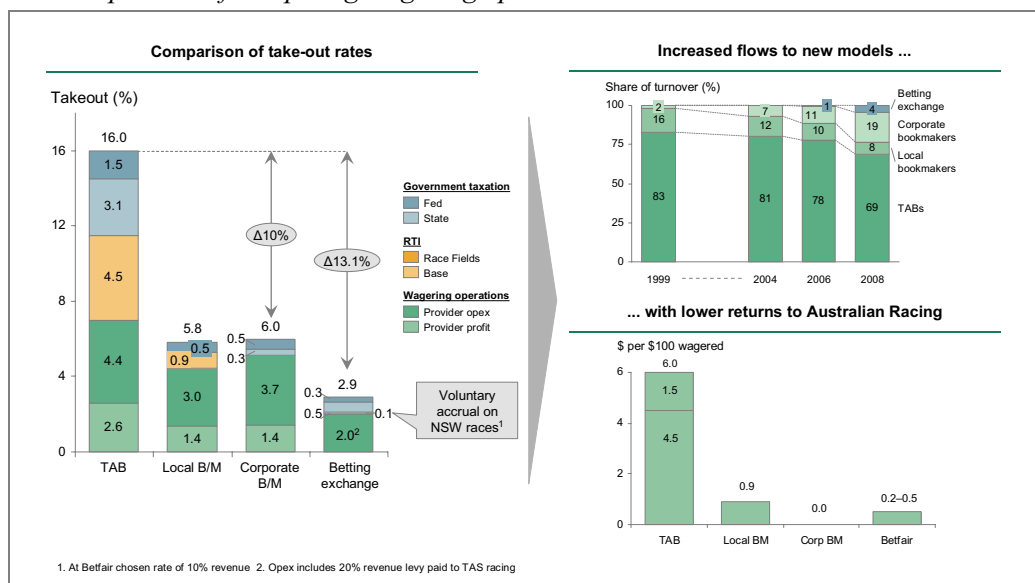 Comparison of take-out rates
Takeout (%)
16.0
16
12
8
4
0
1.5
3.1
4.5
4.4
2.6
5.8
0.5
0.9
3.0
1.4
6.0
0.5
0.3
3.7
1.4
2.9
0.3
0.5
0.1
2.0²
Δ10%
Δ13.1%
TAB
Local B/M
Corporate
B/M
Betting
exchange
Government taxation
Fed
State
RTI
Race Fields
Base
Wagering operations
Provider opex
Provider profit
Voluntary
accrual on
NSW races¹
Increased flows to new models ...
Share of turnover (%)
100
75
50
25
0
2
16
83
7
12
81
1
11
10
78
4
19
8
69
1999
2004
2006
2008
Betting
exchange
Corporate
bookmakers
Local
bookmakers
TABs
... with lower returns to Australian Racing
$ per $100 wagered
6
4
2
0
6.0
1.5
4.5
0.9
0.0
0.2–0.5
TAB
Local BM
Corp BM
Betfair
1. At Betfair chosen rate of 10% revenue 2. Opex includes 20% revenue levy paid to TAS racing